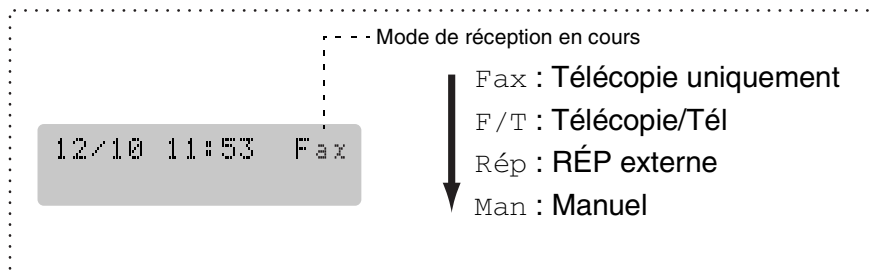 Mode de réception en cours
12/10 11:53 Fax
Fax : Télécopie uniquement
F/T : Télécopie/Tél
Rép : RÉP externe
Man : Manuel